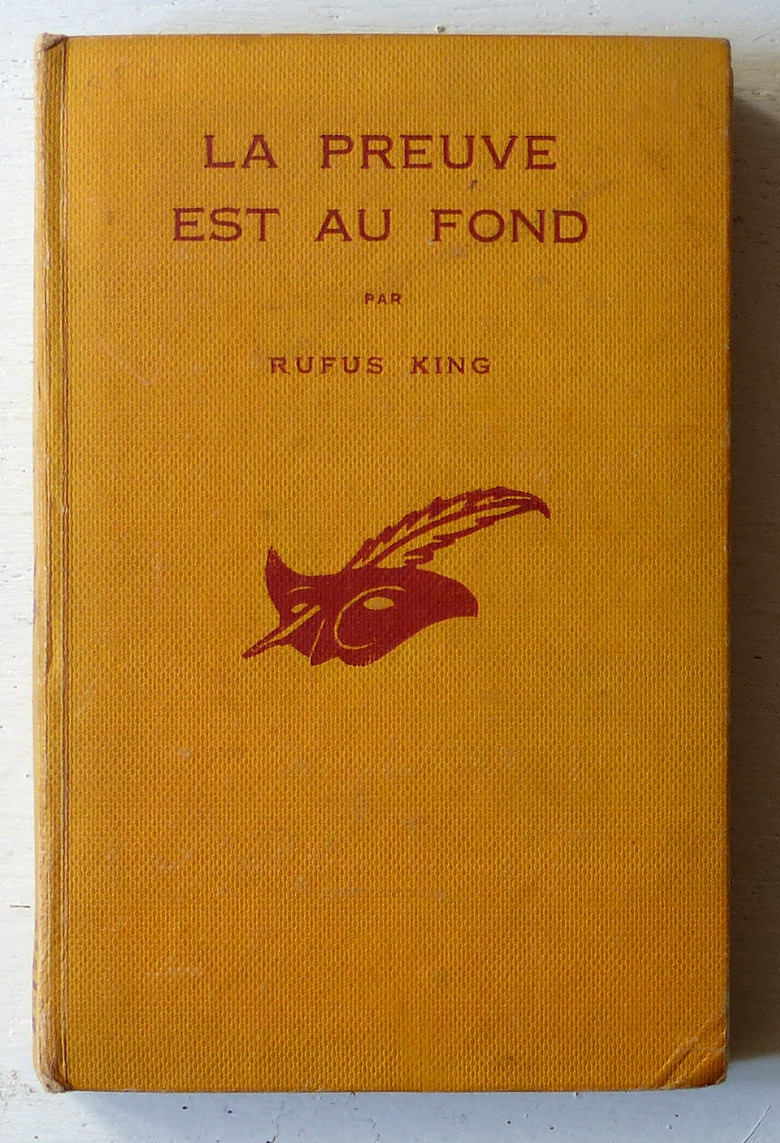 LA PREUVE
EST AU FOND
PAR
RUFUS KING